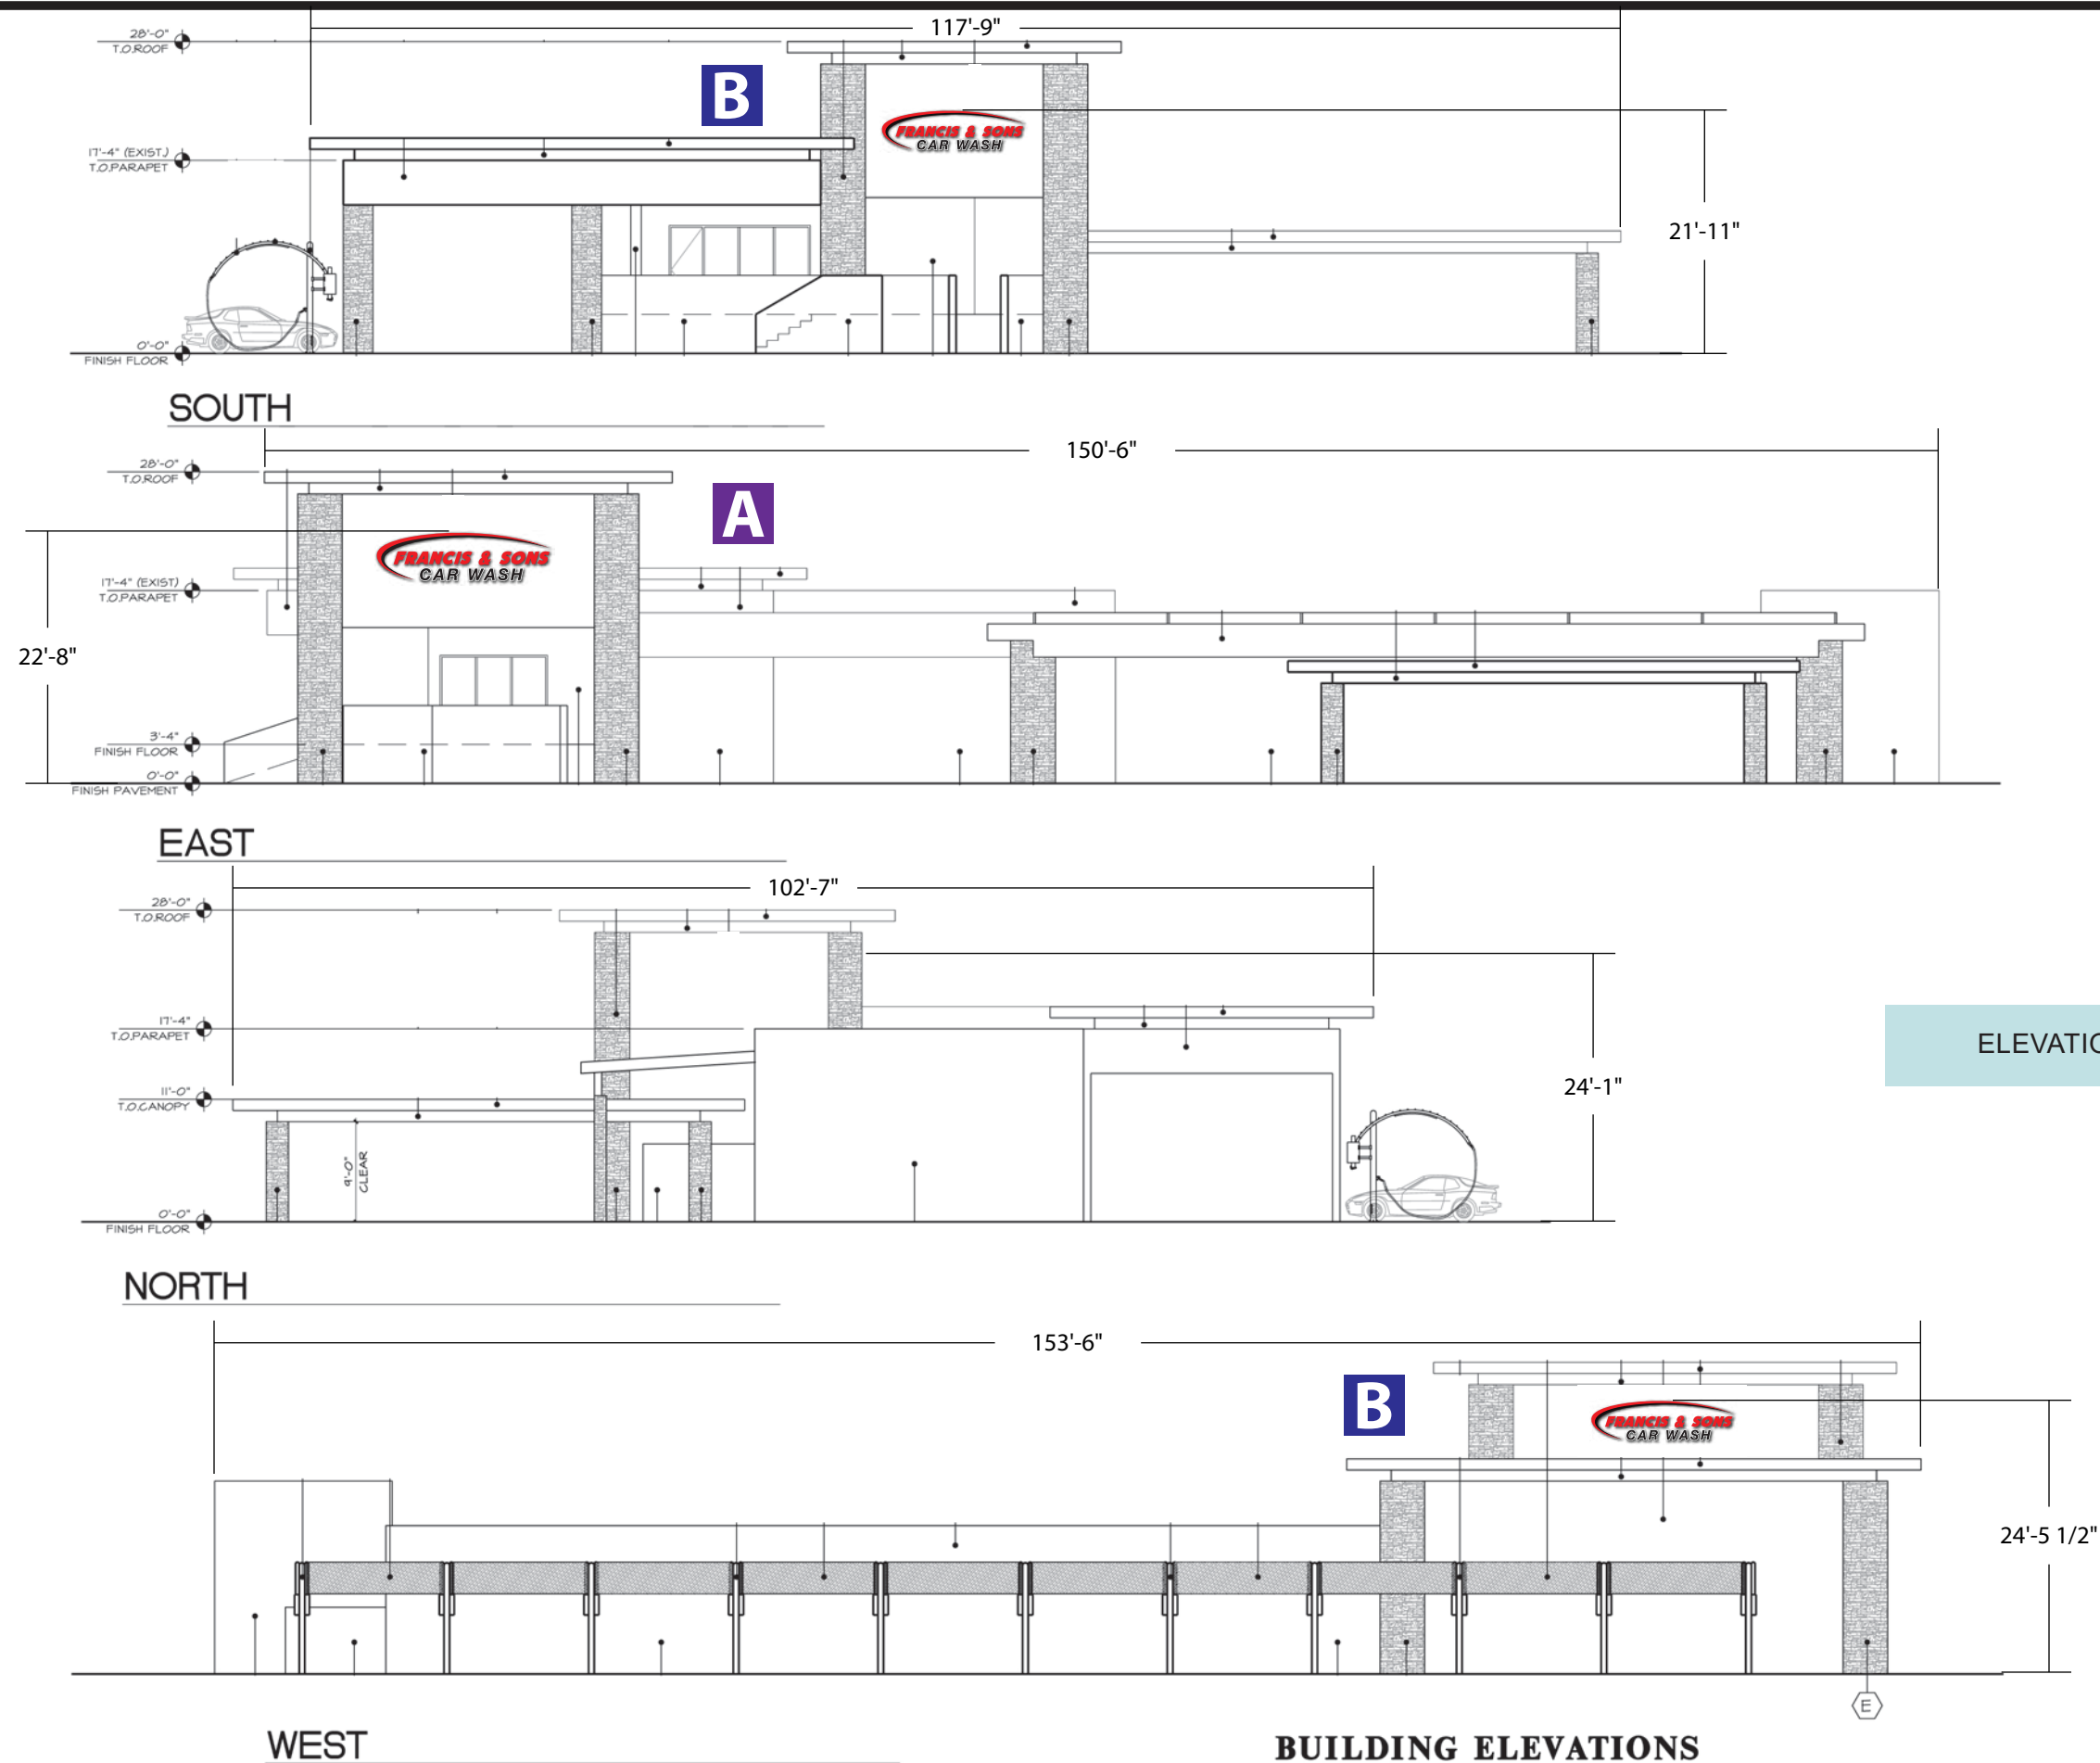 117'-9"
28'-0"
T.O.ROOF
B
FRANCIS & SONS
CAR WASH
17'-4" (EXIST.)
T.O.PARAPET
21'-11"
0'-0"
FINISH FLOOR
SOUTH
150'-6"
28'-0"
T.O.ROOF
A
FRANCIS & SONS
CAR WASH
17'-4" (EXIST)
T.O.PARAPET
22'-8"
3'-4"
FINISH FLOOR
0'-0"
FINISH PAVEMENT
EAST
102'-7"
28'-0"
T.O.ROOF
17'-4"
T.O.PARAPET
ELEVATIO
24'-1"
11'-0"
T.O.CANOPY
9'-0"
CLEAR
0'-0"
FINISH FLOOR
NORTH
153'-6"
B
FRANCIS & SONS
CAR WASH
24'-5 1/2"
E
WEST
BUILDING ELEVATIONS